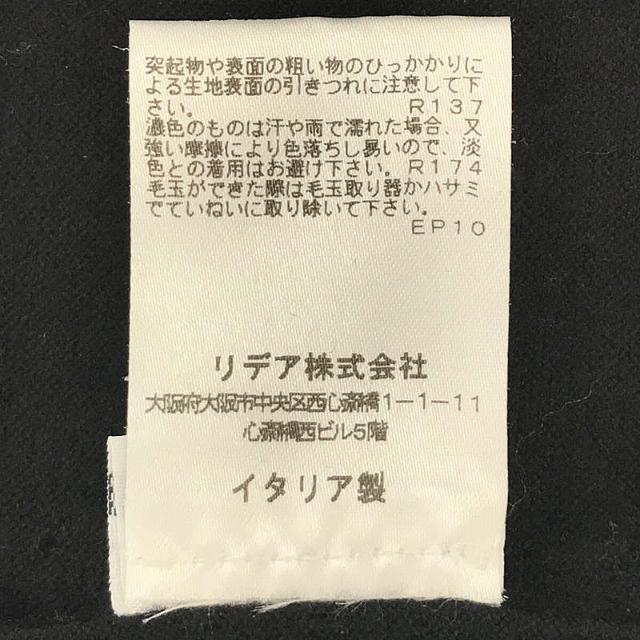 突起物や表面の粗い物のひっかかりに
よる生地表面の引きつれに注意して下
さい。 R137
濃色のものは汗や雨で濡れた場合、又
強い摩擦により色落ちし易いので、淡
色との着用はお避け下さい。R174
毛玉ができた際は毛玉取り器かハサミ
でていねいに取り除いて下さい。
EP10
リデア株式会社
大阪府大阪市中央区西心斎橋1-1-11
心斎橋西ビル5階
イタリア製